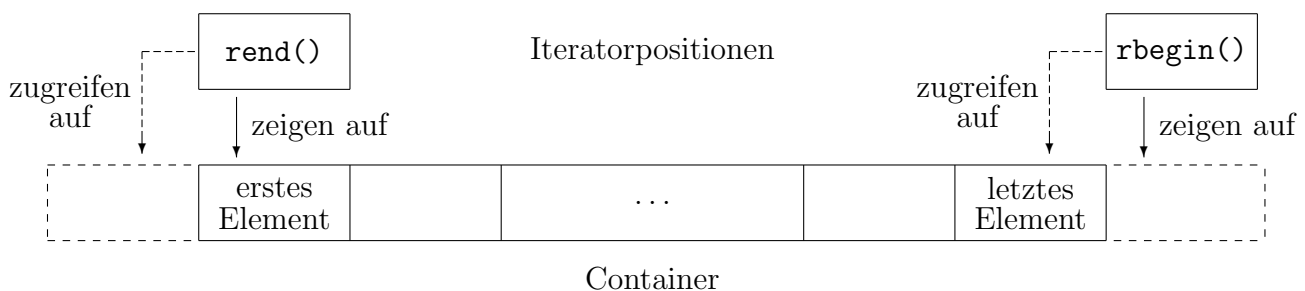 rend()
Iteratorpositionen
rbegin()
zugreifen
auf
zeigen auf
zugreifen
auf
zeigen auf
erstes
Element
...
letztes
Element
Container